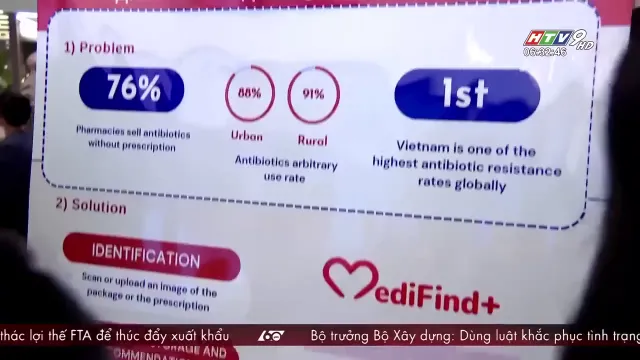 HTV9 HD
06:32:46
1) Problem
76%
Pharmacies sell antibiotics
without prescription
88%
91%
Urban
Rural
Antibiotics arbitrary
use rate
1st
Vietnam is one of the
highest antibiotic resistance
rates globally
2) Solution
IDENTIFICATION
Scan or upload an image of the
package or the prescription
MediFind+
AND
thác lợi thế FTA để thúc đẩy xuất khẩu
60
Bộ trưởng Bộ Xây dựng: Dùng luật khắc phục tình trạng